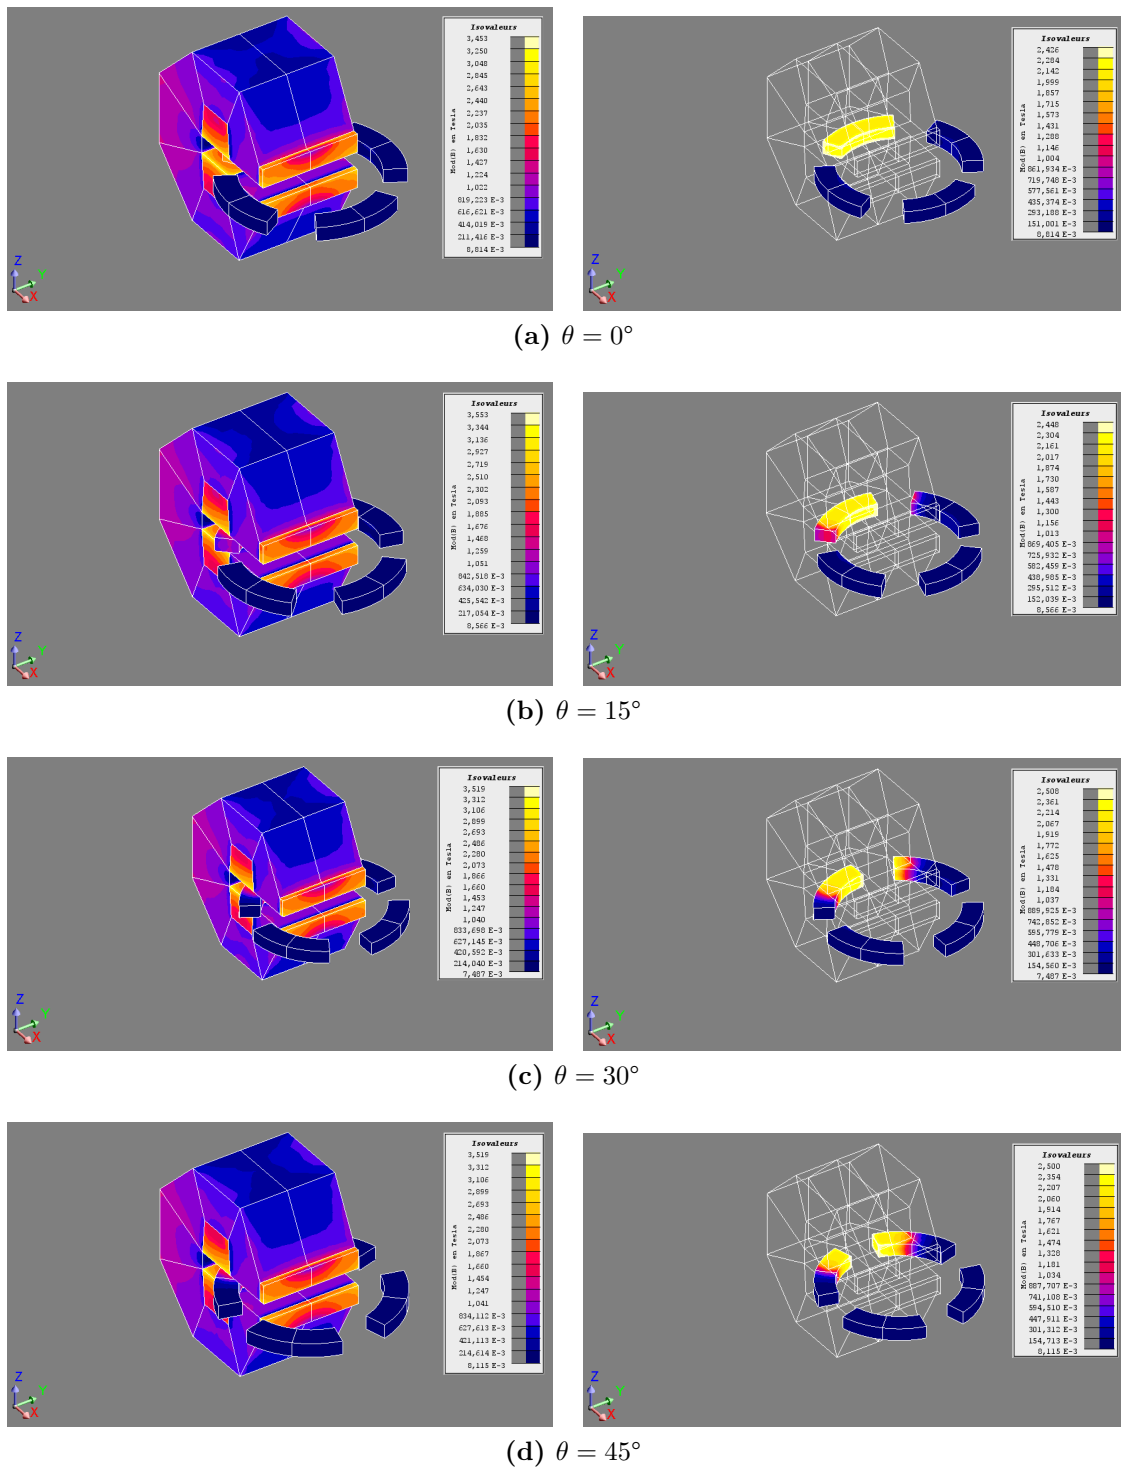 Isovaleurs
3,453
3,250
3,048
2,845
2,643
2,440
2,237
2,035
1,832
1,630
1,427
1,224
1,022
819,223 E-3
616,621 E-3
414,019 E-3
211,416 E-3
8,814 E-3
Mod(B) en Tesla
Z
Y
X
Isovaleurs
2,426
2,284
2,142
1,999
1,857
1,715
1,573
1,431
1,288
1,146
1,004
861,934 E-3
719,748 E-3
577,561 E-3
435,374 E-3
293,188 E-3
151,001 E-3
8,814 E-3
Mod(B) en Tesla
Z
Y
X
(a) θ = 0°
Isovaleurs
3,553
3,344
3,136
2,927
2,719
2,510
2,302
2,093
1,885
1,676
1,468
1,259
1,051
842,518 E-3
634,030 E-3
425,542 E-3
217,054 E-3
8,566 E-3
Mod(B) en Tesla
Z
Y
X
Isovaleurs
2,448
2,304
2,161
2,017
1,874
1,730
1,587
1,443
1,300
1,156
1,013
869,405 E-3
725,932 E-3
582,459 E-3
438,985 E-3
295,512 E-3
152,039 E-3
8,566 E-3
Mod(B) en Tesla
Z
Y
X
(b) θ = 15°
Isovaleurs
3,519
3,312
3,106
2,899
2,693
2,486
2,280
2,073
1,866
1,660
1,453
1,247
1,040
833,698 E-3
627,145 E-3
420,592 E-3
214,040 E-3
7,487 E-3
Mod(B) en Tesla
Z
Y
X
Isovaleurs
2,508
2,361
2,214
2,067
1,919
1,772
1,625
1,478
1,331
1,184
1,037
889,925 E-3
742,852 E-3
595,779 E-3
448,706 E-3
301,633 E-3
154,560 E-3
7,487 E-3
Mod(B) en Tesla
Z
Y
X
(c) θ = 30°
Isovaleurs
3,519
3,312
3,106
2,899
2,693
2,486
2,280
2,073
1,867
1,660
1,454
1,247
1,041
834,112 E-3
627,613 E-3
421,113 E-3
214,614 E-3
8,115 E-3
Mod(B) en Tesla
Z
Y
X
Isovaleurs
2,500
2,354
2,207
2,060
1,914
1,767
1,621
1,474
1,328
1,181
1,034
887,707 E-3
741,108 E-3
594,510 E-3
447,911 E-3
301,312 E-3
154,713 E-3
8,115 E-3
Mod(B) en Tesla
Z
Y
X
(d) θ = 45°